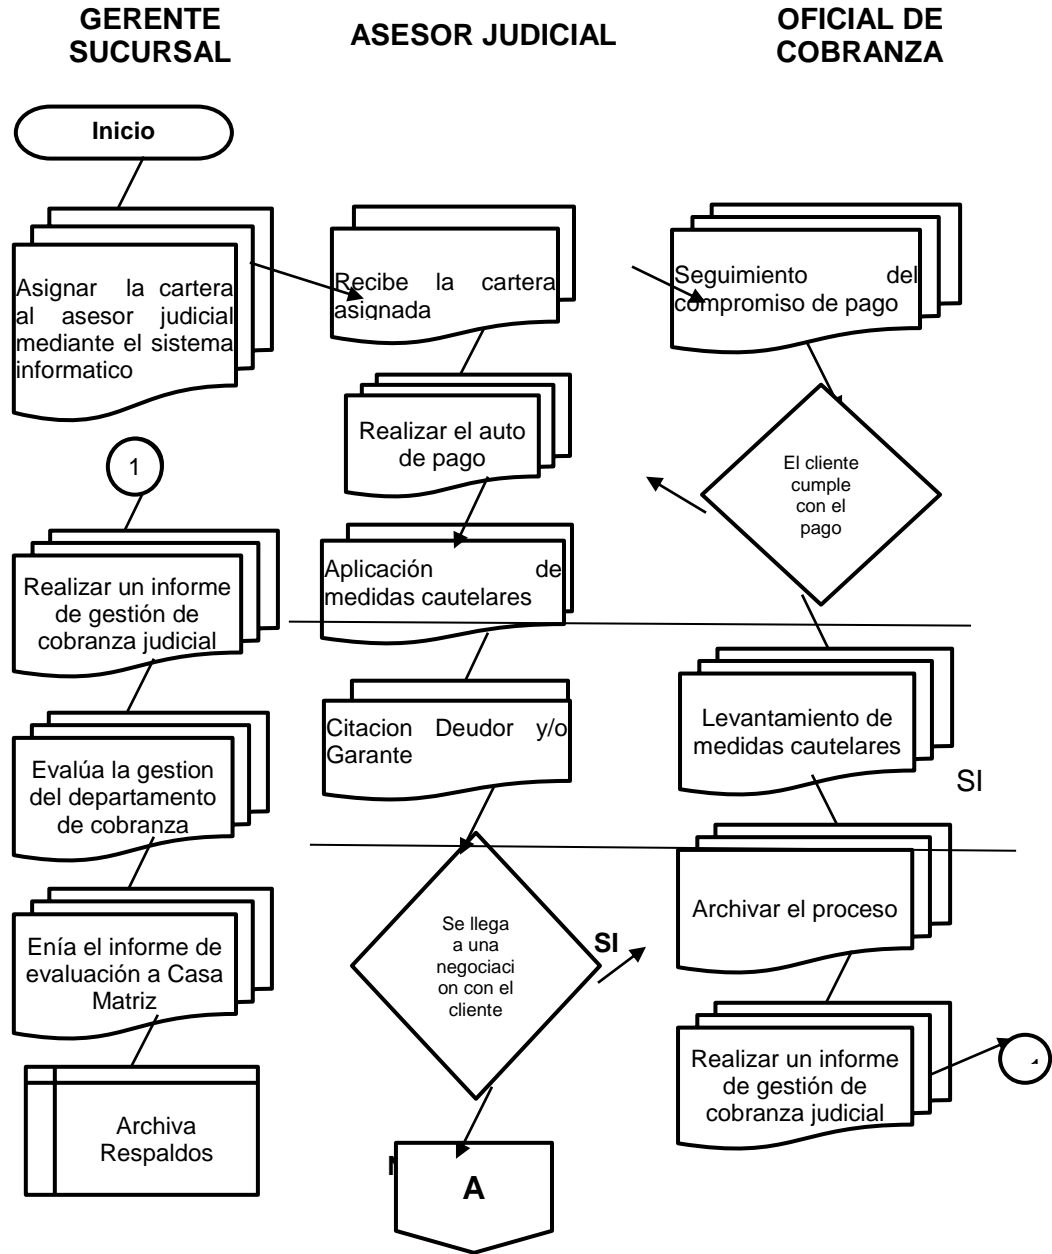 GERENTE
SUCURSAL
ASESOR JUDICIAL
OFICIAL DE
COBRANZA
Inicio
Asignar la cartera
al asesor judicial
mediante el sistema
informatico
1
Realizar un informe
de gestión de
cobranza judicial
Evalúa la gestion
del departamento
de cobranza
Enía el informe de
evaluación a Casa
Matriz
Archiva
Respaldos
Recibe la cartera
asignada
Realizar el auto
de pago
Aplicación de
medidas cautelares
Citacion Deudor y/o
Garante
Se llega
a una
negociaci
on con el
cliente
SI
A
Seguimiento del
compromiso de pago
El cliente
cumple
con el
pago
Levantamiento de
medidas cautelares
SI
Archivar el proceso
Realizar un informe
de gestión de
cobranza judicial